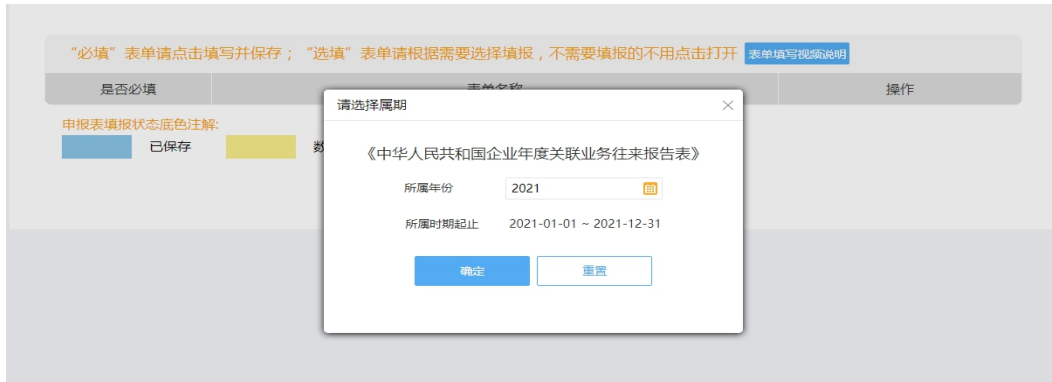 “必填”表单请点击填写并保存；“选填”表单请根据需要选择填报，不需要填报的不用点击打开 表单填写视频说明
是否必填 表单名称 操作
请选择属期
申报表填报状态底色注解:
已保存 数
《中华人民共和国企业年度关联业务往来报告表》
所属年份 2021
所属时期起止 2021-01-01 ~ 2021-12-31
确定 重置